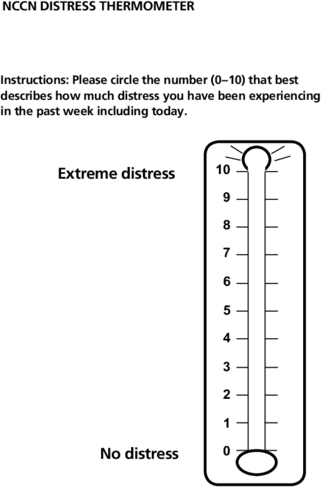 NCCN DISTRESS THERMOMETER
Instructions: Please circle the number (0–10) that best
describes how much distress you have been experiencing
in the past week including today.
Extreme distress
10
9
8
7
6
5
4
3
2
1
No distress
0